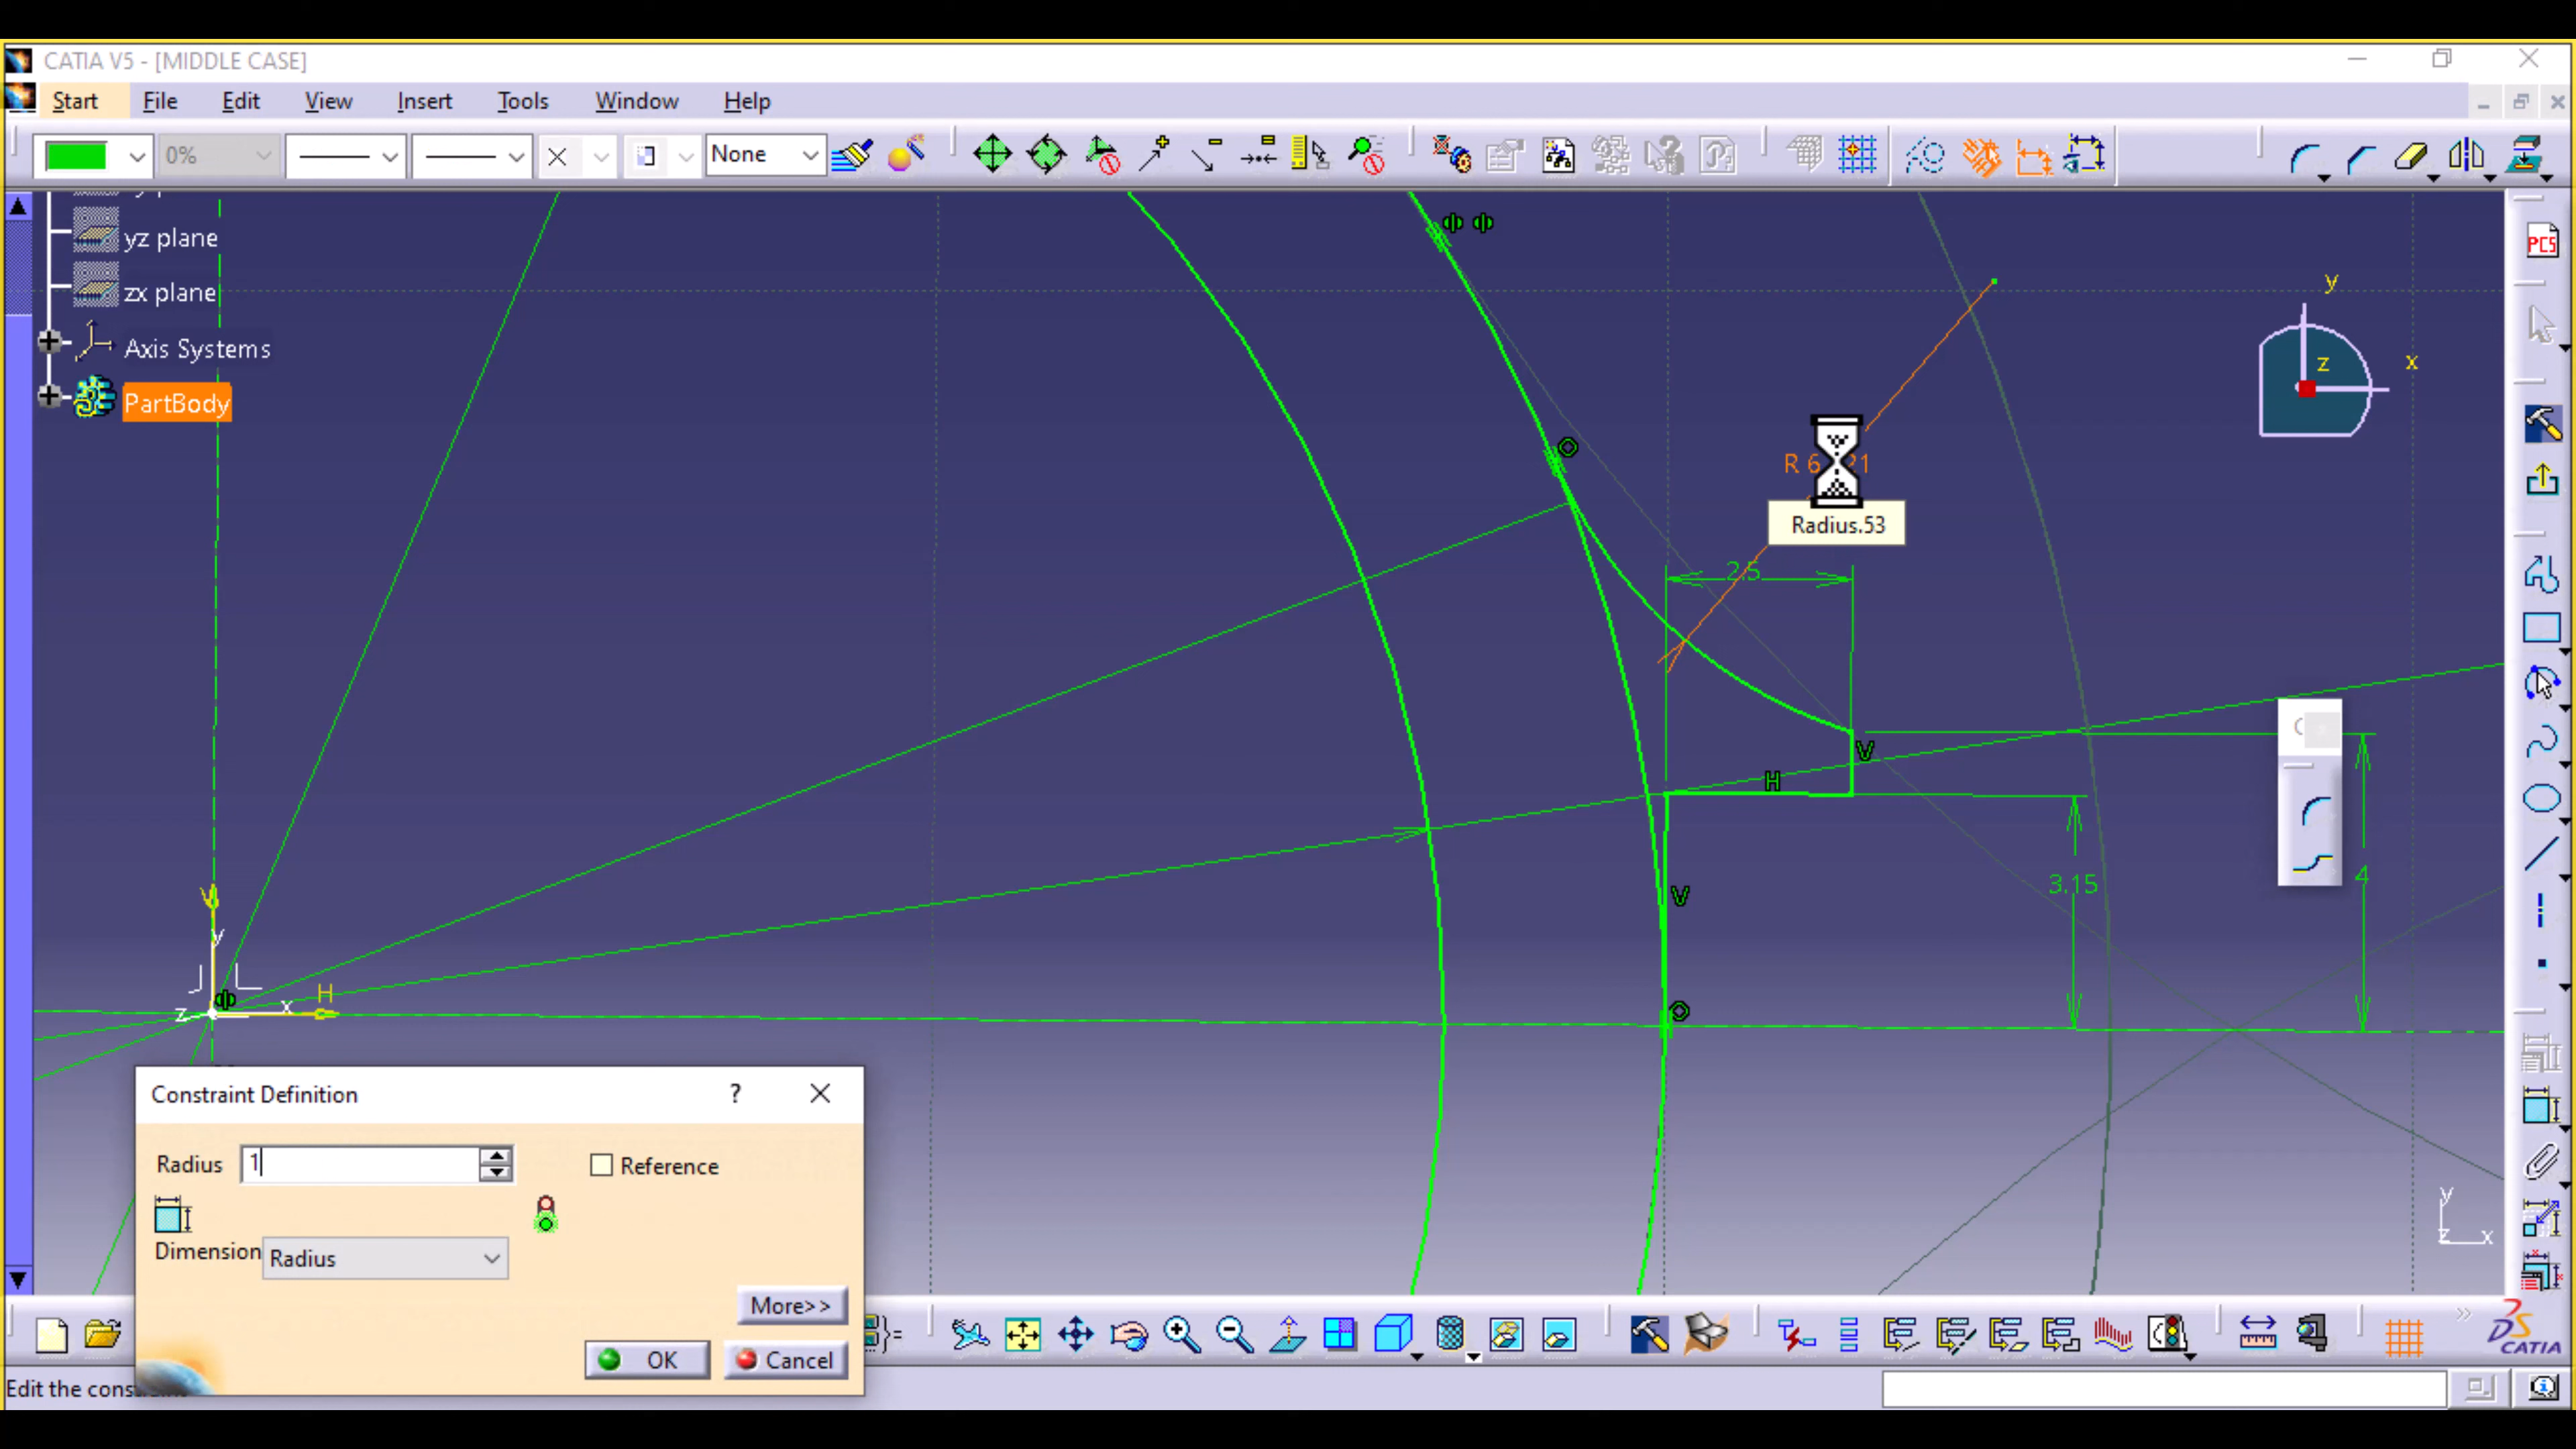 CATIA V5 - [MIDDLE CASE]
Start File Edit View Insert Tools Window Help
0% None
yz plane
zx plane
Axis Systems
PartBody
y
z x
PCS
Radius.53
2.5
V
H
3.15
4
V
H
y
z x
Constraint Definition ?
Radius 1
Reference
Dimension Radius
More>>
OK Cancel
y
z x
CATIA
Edit the